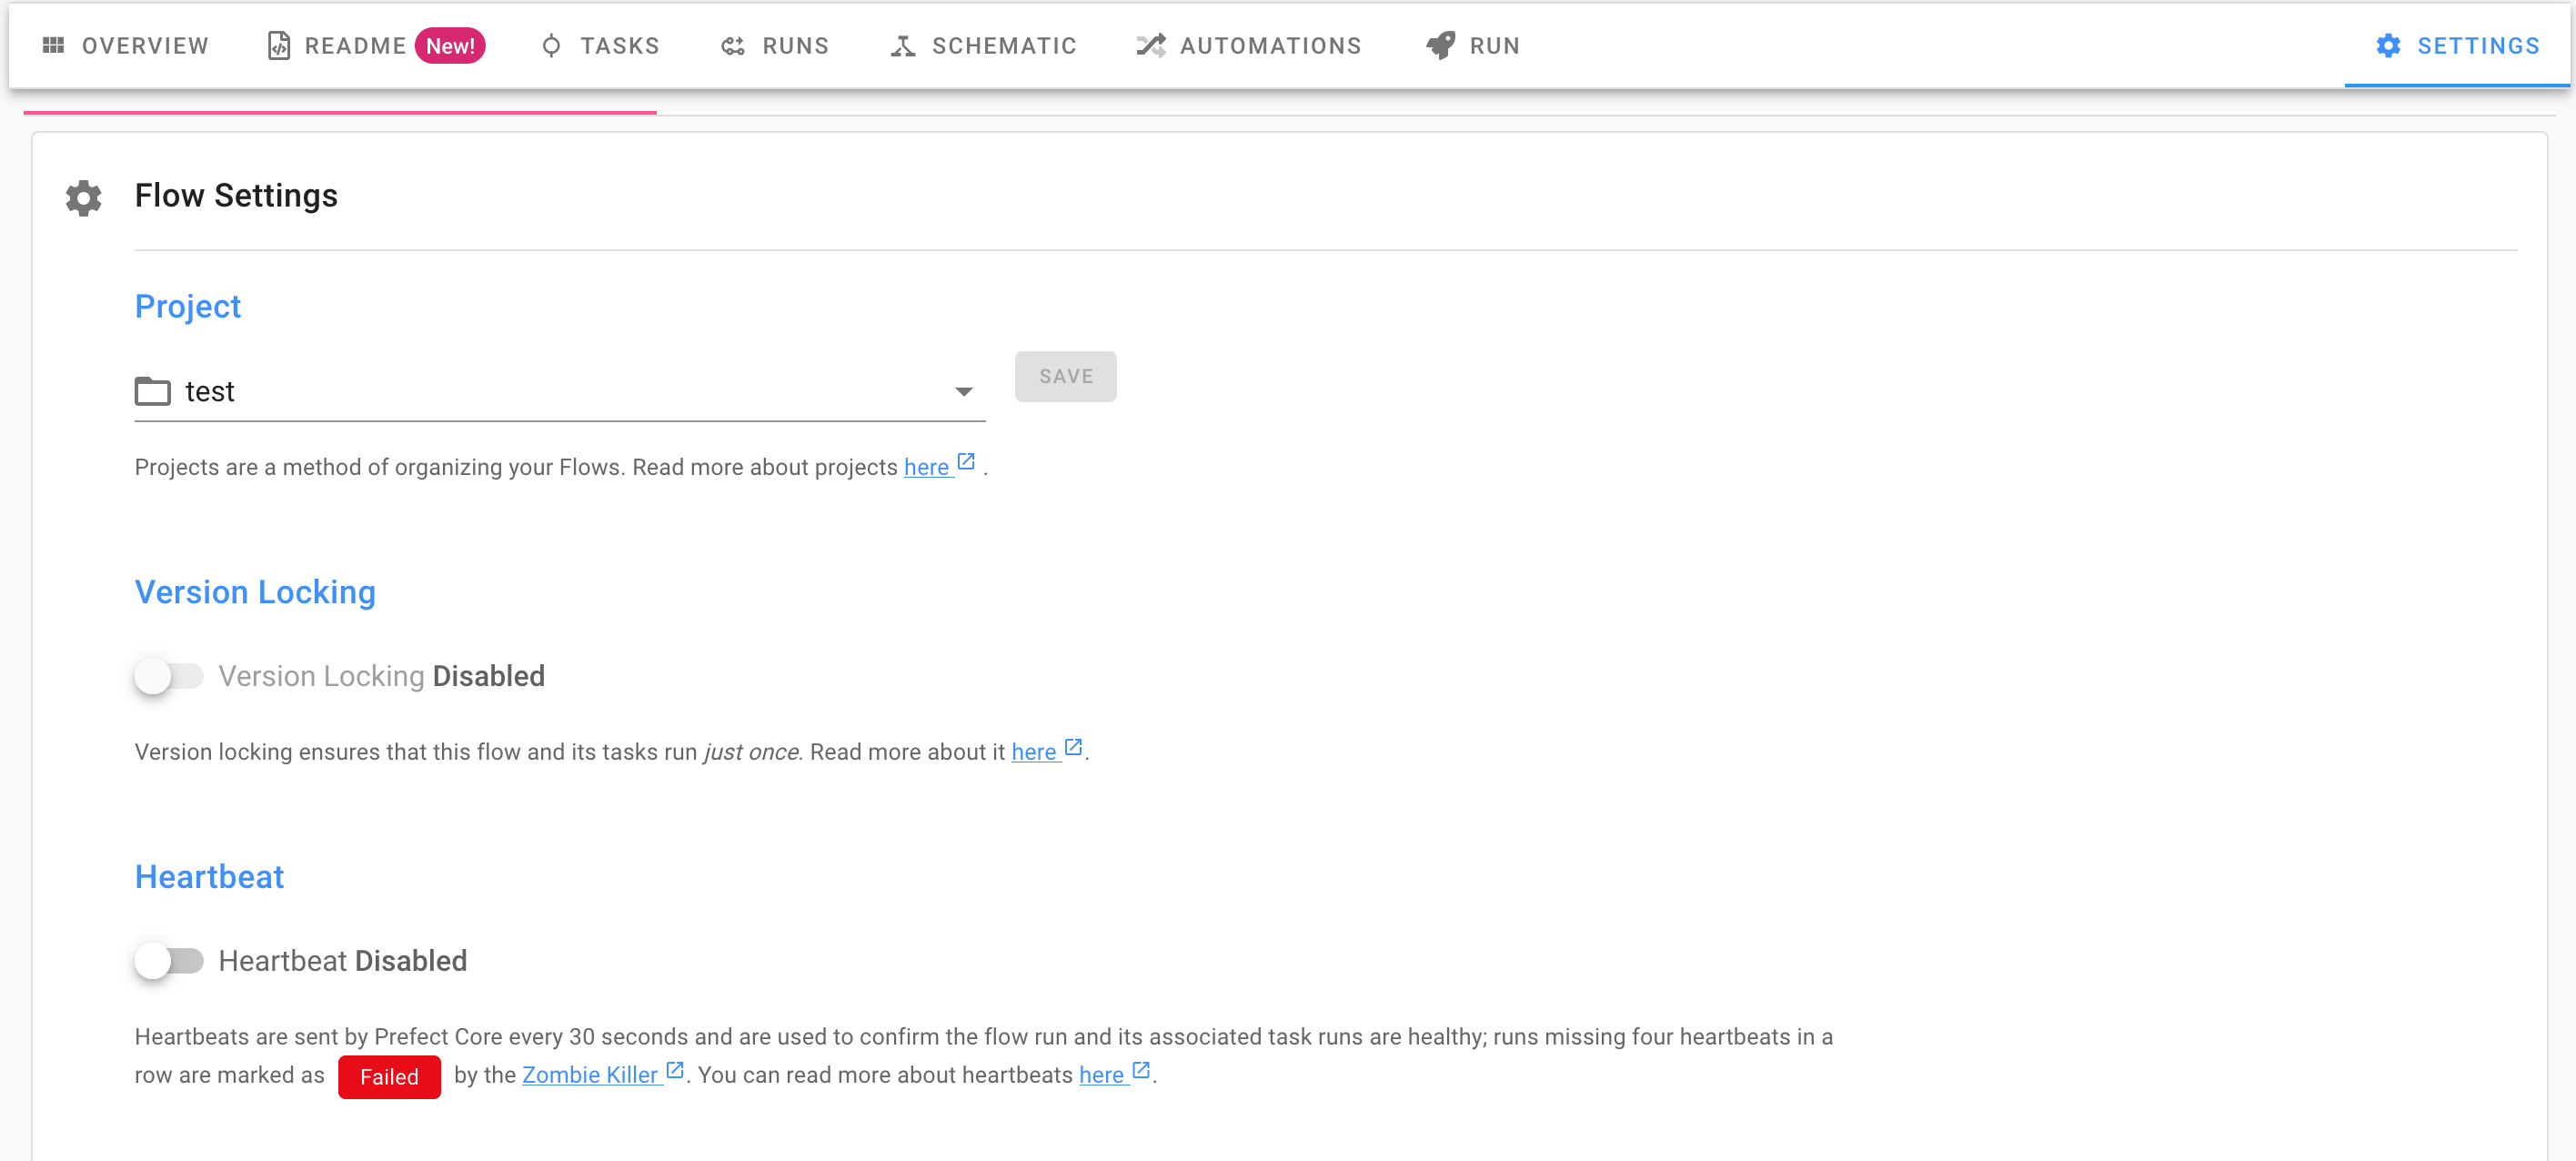 OVERVIEW README New! TASKS RUNS SCHEMATIC AUTOMATIONS RUN SETTINGS
Flow Settings
Project
test SAVE
Projects are a method of organizing your Flows. Read more about projects here .
Version Locking
Version Locking Disabled
Version locking ensures that this flow and its tasks run just once. Read more about it here .
Heartbeat
Heartbeat Disabled
Heartbeats are sent by Prefect Core every 30 seconds and are used to confirm the flow run and its associated task runs are healthy; runs missing four heartbeats in a
row are marked as Failed by the Zombie Killer . You can read more about heartbeats here .